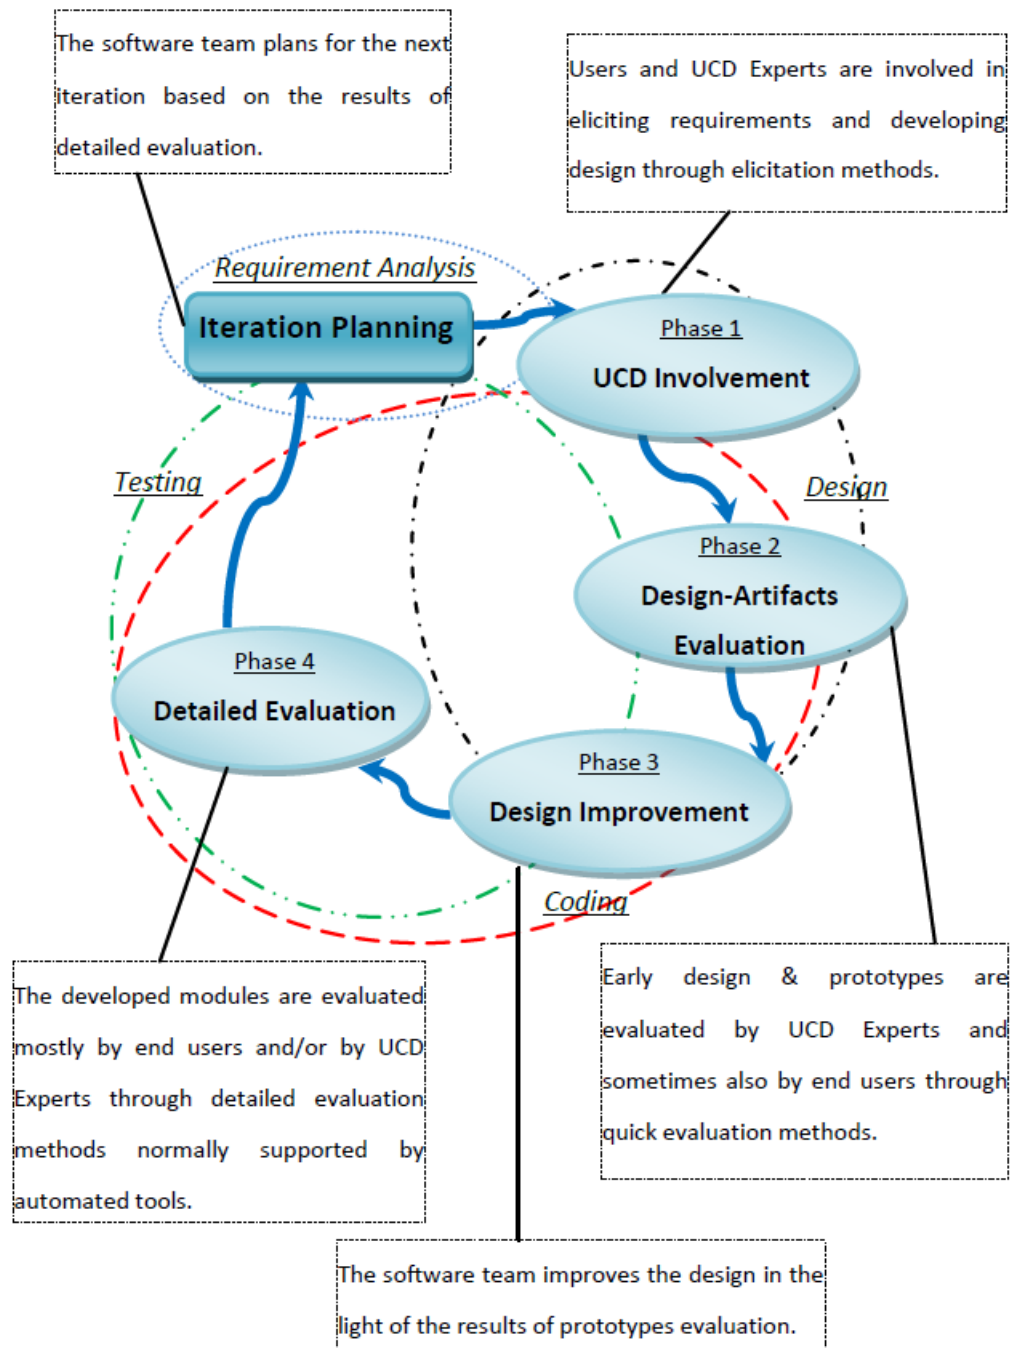 The software team plans for the next
iteration based on the results of
detailed evaluation.
Users and UCD Experts are involved in
eliciting requirements and developing
design through elicitation methods.
Requirement Analysis
Iteration Planning
Phase 1
UCD Involvement
Testing
Design
Phase 2
Design-Artifacts
Evaluation
Phase 4
Detailed Evaluation
Phase 3
Design Improvement
Coding
The developed modules are evaluated
mostly by end users and/or by UCD
Experts through detailed evaluation
methods normally supported by
automated tools.
Early design & prototypes are
evaluated by UCD Experts and
sometimes also by end users through
quick evaluation methods.
The software team improves the design in the
light of the results of prototypes evaluation.